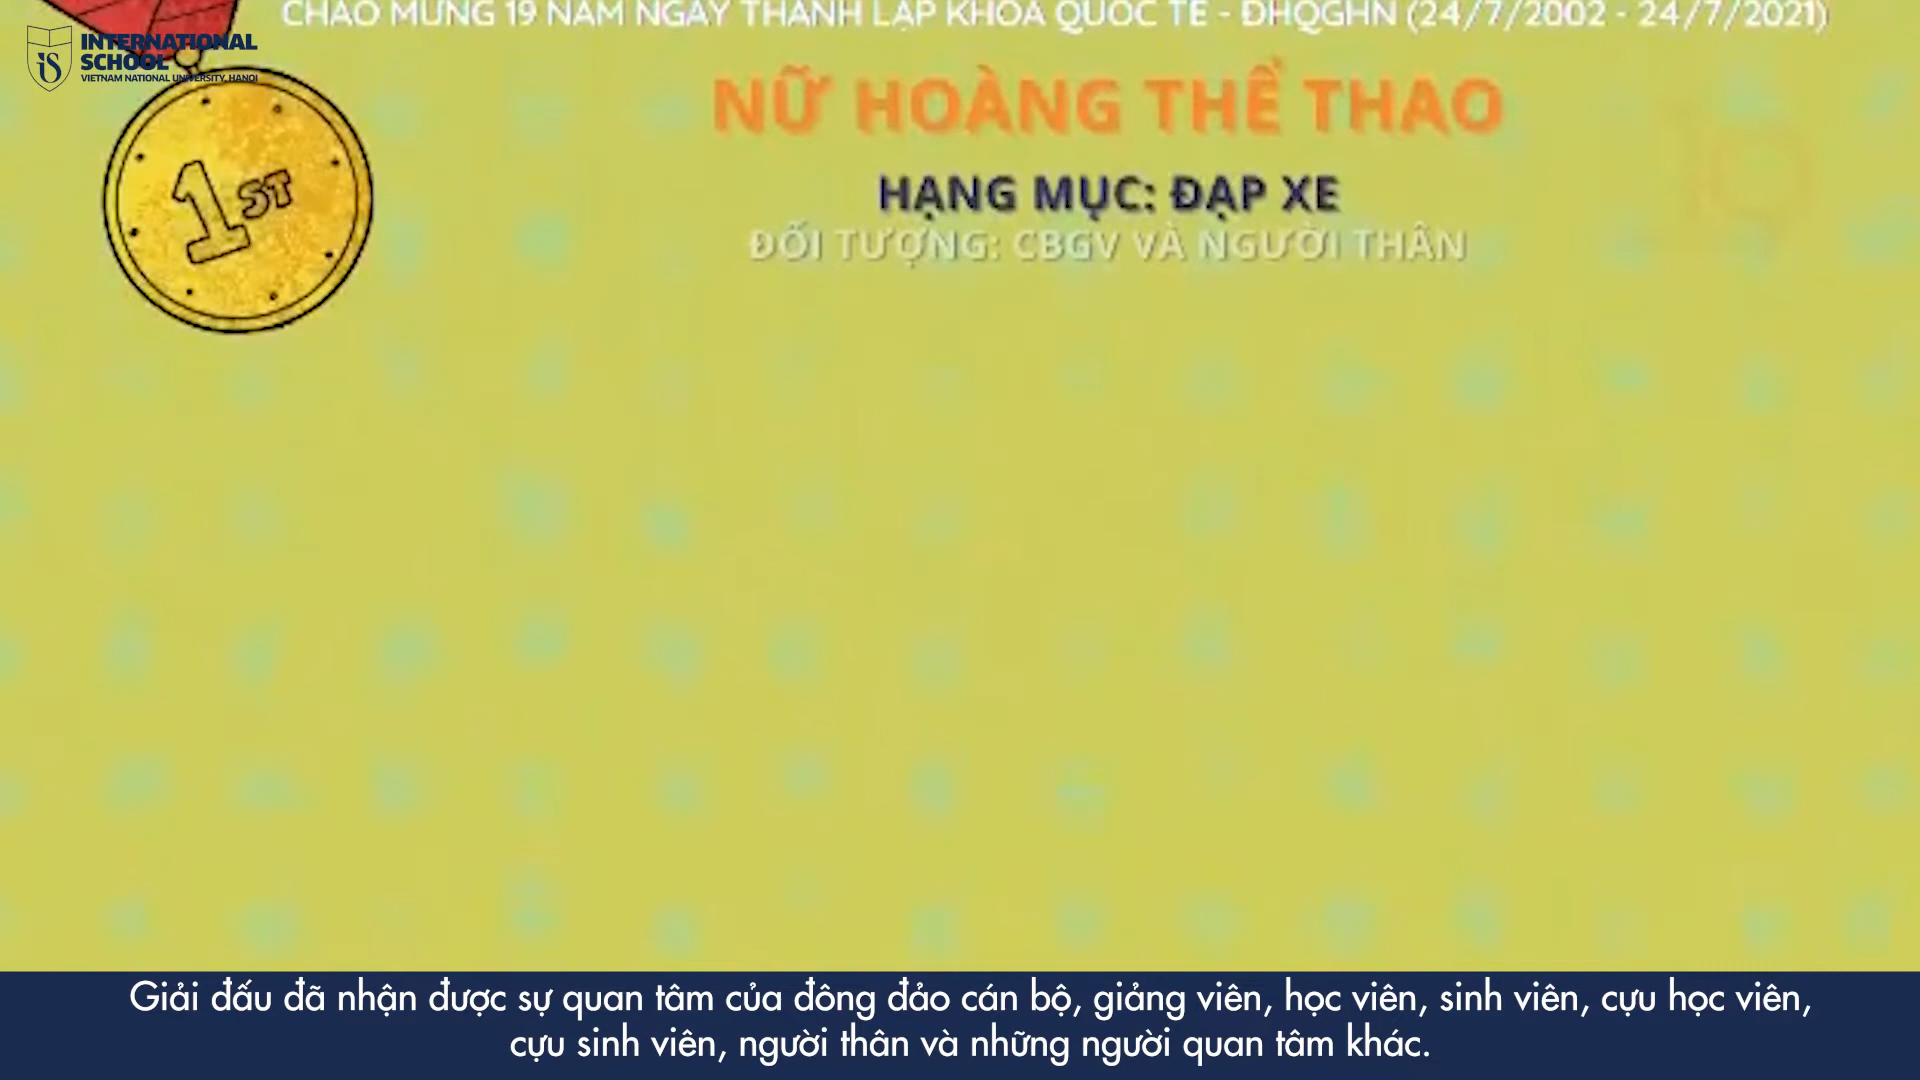 CHÀO MỪNG 19 NĂM NGÀY THÀNH LẬP KHOA QUỐC TẾ - ĐHQGHN (24/7/2002 - 24/7/2021)
INTERNATIONAL
SCHOOL
VIETNAM NATIONAL UNIVERSITY, HANOI
is
1ST
NỮ HOÀNG THỂ THAO
HẠNG MỤC: ĐẠP XE
ĐỐI TƯỢNG: CBGV VÀ NGƯỜI THÂN
Giải đấu đã nhận được sự quan tâm của đông đảo cán bộ, giảng viên, học viên, sinh viên, cựu học viên,
cựu sinh viên, người thân và những người quan tâm khác.